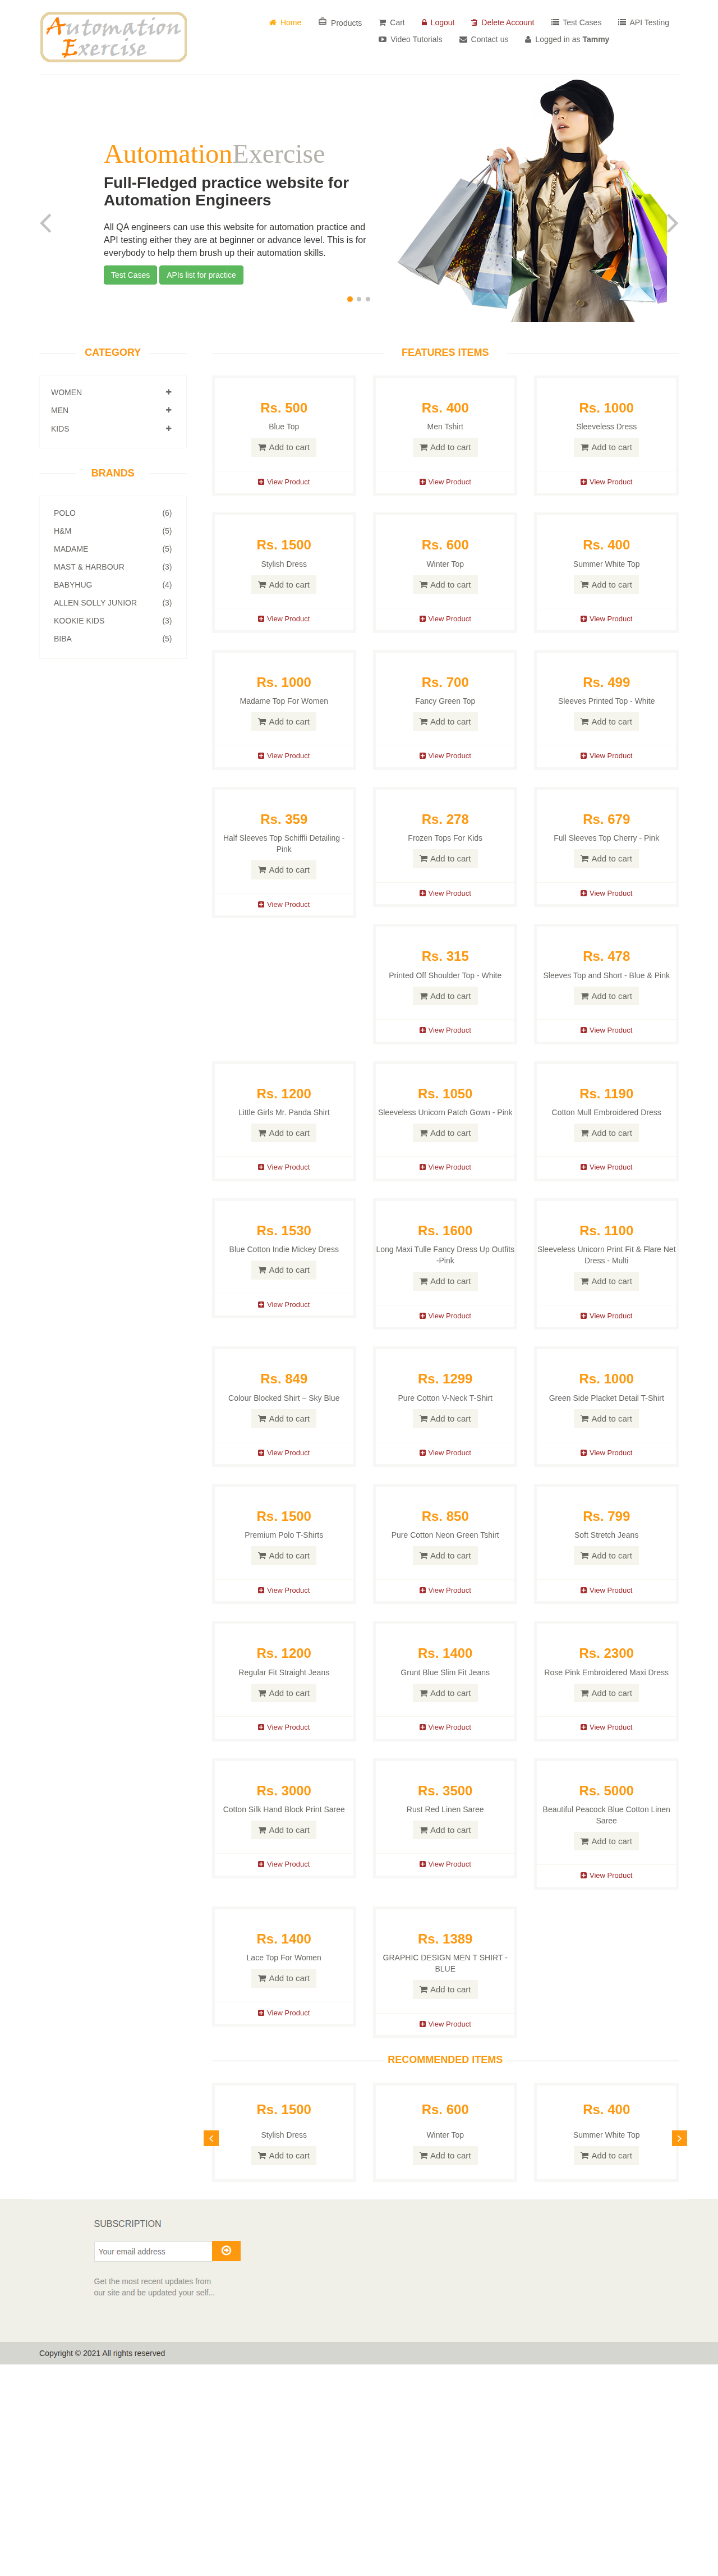 Automation
Exercise
Home
Products
Cart
Logout
Delete Account
Test Cases
API Testing
Video Tutorials
Contact us
Logged in as Tammy
AutomationExercise
Full-Fledged practice website for
Automation Engineers
All QA engineers can use this website for automation practice and
API testing either they are at beginner or advance level. This is for
everybody to help them brush up their automation skills.
Test Cases
APIs list for practice
CATEGORY
WOMEN
MEN
KIDS
BRANDS
POLO (6)
H&M (5)
MADAME (5)
MAST & HARBOUR (3)
BABYHUG (4)
ALLEN SOLLY JUNIOR (3)
KOOKIE KIDS (3)
BIBA (5)
FEATURES ITEMS
Rs. 500
Blue Top
Add to cart
View Product
Rs. 400
Men Tshirt
Add to cart
View Product
Rs. 1000
Sleeveless Dress
Add to cart
View Product
Rs. 1500
Stylish Dress
Add to cart
View Product
Rs. 600
Winter Top
Add to cart
View Product
Rs. 400
Summer White Top
Add to cart
View Product
Rs. 1000
Madame Top For Women
Add to cart
View Product
Rs. 700
Fancy Green Top
Add to cart
View Product
Rs. 499
Sleeves Printed Top - White
Add to cart
View Product
Rs. 359
Half Sleeves Top Schiffli Detailing -
Pink
Add to cart
View Product
Rs. 278
Frozen Tops For Kids
Add to cart
View Product
Rs. 679
Full Sleeves Top Cherry - Pink
Add to cart
View Product
Rs. 315
Printed Off Shoulder Top - White
Add to cart
View Product
Rs. 478
Sleeves Top and Short - Blue & Pink
Add to cart
View Product
Rs. 1200
Little Girls Mr. Panda Shirt
Add to cart
View Product
Rs. 1050
Sleeveless Unicorn Patch Gown - Pink
Add to cart
View Product
Rs. 1190
Cotton Mull Embroidered Dress
Add to cart
View Product
Rs. 1530
Blue Cotton Indie Mickey Dress
Add to cart
View Product
Rs. 1600
Long Maxi Tulle Fancy Dress Up Outfits
-Pink
Add to cart
View Product
Rs. 1100
Sleeveless Unicorn Print Fit & Flare Net
Dress - Multi
Add to cart
View Product
Rs. 849
Colour Blocked Shirt – Sky Blue
Add to cart
View Product
Rs. 1299
Pure Cotton V-Neck T-Shirt
Add to cart
View Product
Rs. 1000
Green Side Placket Detail T-Shirt
Add to cart
View Product
Rs. 1500
Premium Polo T-Shirts
Add to cart
View Product
Rs. 850
Pure Cotton Neon Green Tshirt
Add to cart
View Product
Rs. 799
Soft Stretch Jeans
Add to cart
View Product
Rs. 1200
Regular Fit Straight Jeans
Add to cart
View Product
Rs. 1400
Grunt Blue Slim Fit Jeans
Add to cart
View Product
Rs. 2300
Rose Pink Embroidered Maxi Dress
Add to cart
View Product
Rs. 3000
Cotton Silk Hand Block Print Saree
Add to cart
View Product
Rs. 3500
Rust Red Linen Saree
Add to cart
View Product
Rs. 5000
Beautiful Peacock Blue Cotton Linen
Saree
Add to cart
View Product
Rs. 1400
Lace Top For Women
Add to cart
View Product
Rs. 1389
GRAPHIC DESIGN MEN T SHIRT -
BLUE
Add to cart
View Product
RECOMMENDED ITEMS
Rs. 1500
Stylish Dress
Add to cart
Rs. 600
Winter Top
Add to cart
Rs. 400
Summer White Top
Add to cart
SUBSCRIPTION
Your email address
Get the most recent updates from
our site and be updated your self...
Copyright © 2021 All rights reserved